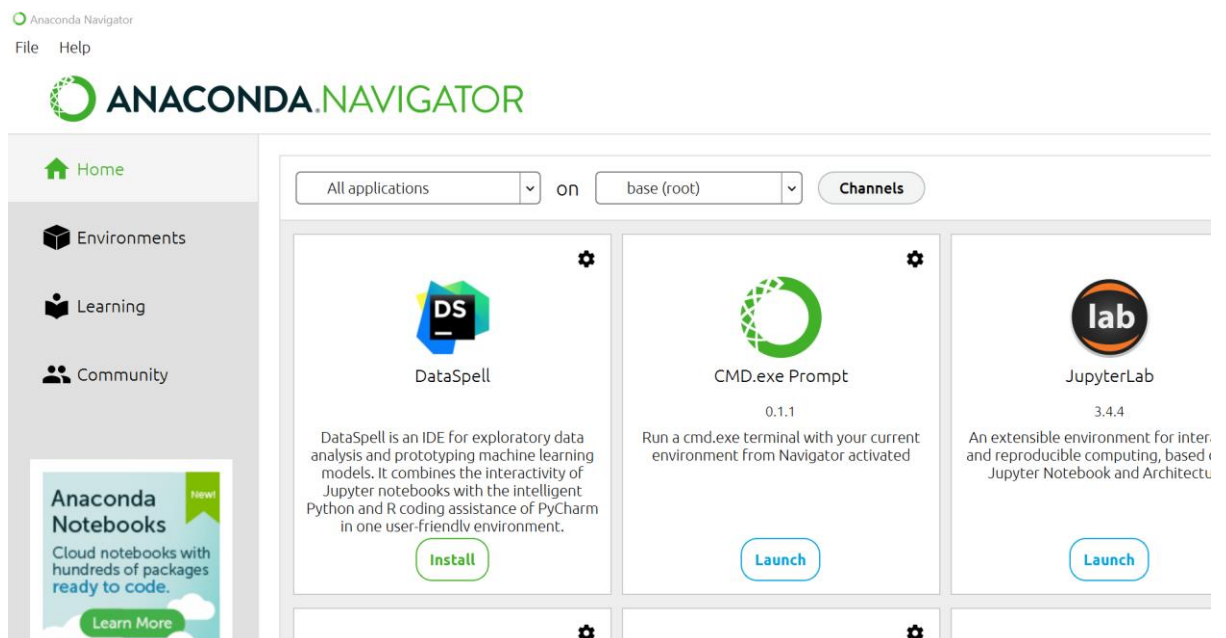 Anaconda Navigator
File Help
ANACONDA.NAVIGATOR
Home
Environments
Learning
Community
Anaconda
Notebooks
New!
Cloud notebooks with
hundreds of packages
ready to code.
Learn More
All applications on base (root) Channels
DS
DataSpell
DataSpell is an IDE for exploratory data
analysis and prototyping machine learning
models. It combines the interactivity of
Jupyter notebooks with the intelligent
Python and R coding assistance of PyCharm
in one user-friendly environment.
Install
CMD.exe Prompt
0.1.1
Run a cmd.exe terminal with your current
environment from Navigator activated
Launch
lab
JupyterLab
3.4.4
An extensible environment for
and reproducible computing, based
Jupyter Notebook and
Launch